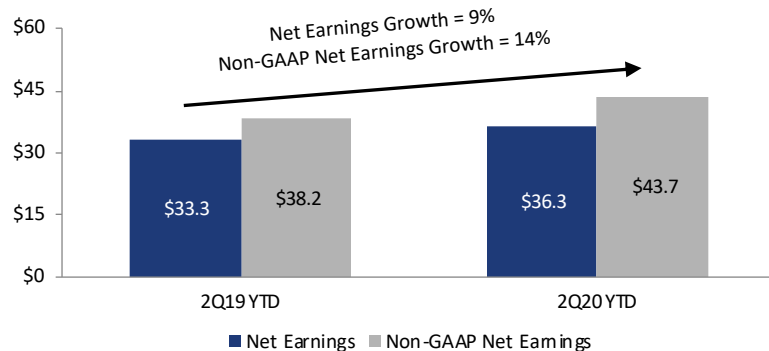 $60
Net Earnings Growth = 9%
Non-GAAP Net Earnings Growth = 14%
$45
$30
$15
$0
$33.3
$38.2
$36.3
$43.7
2Q19 YTD
2Q20 YTD
Net Earnings
Non-GAAP Net Earnings